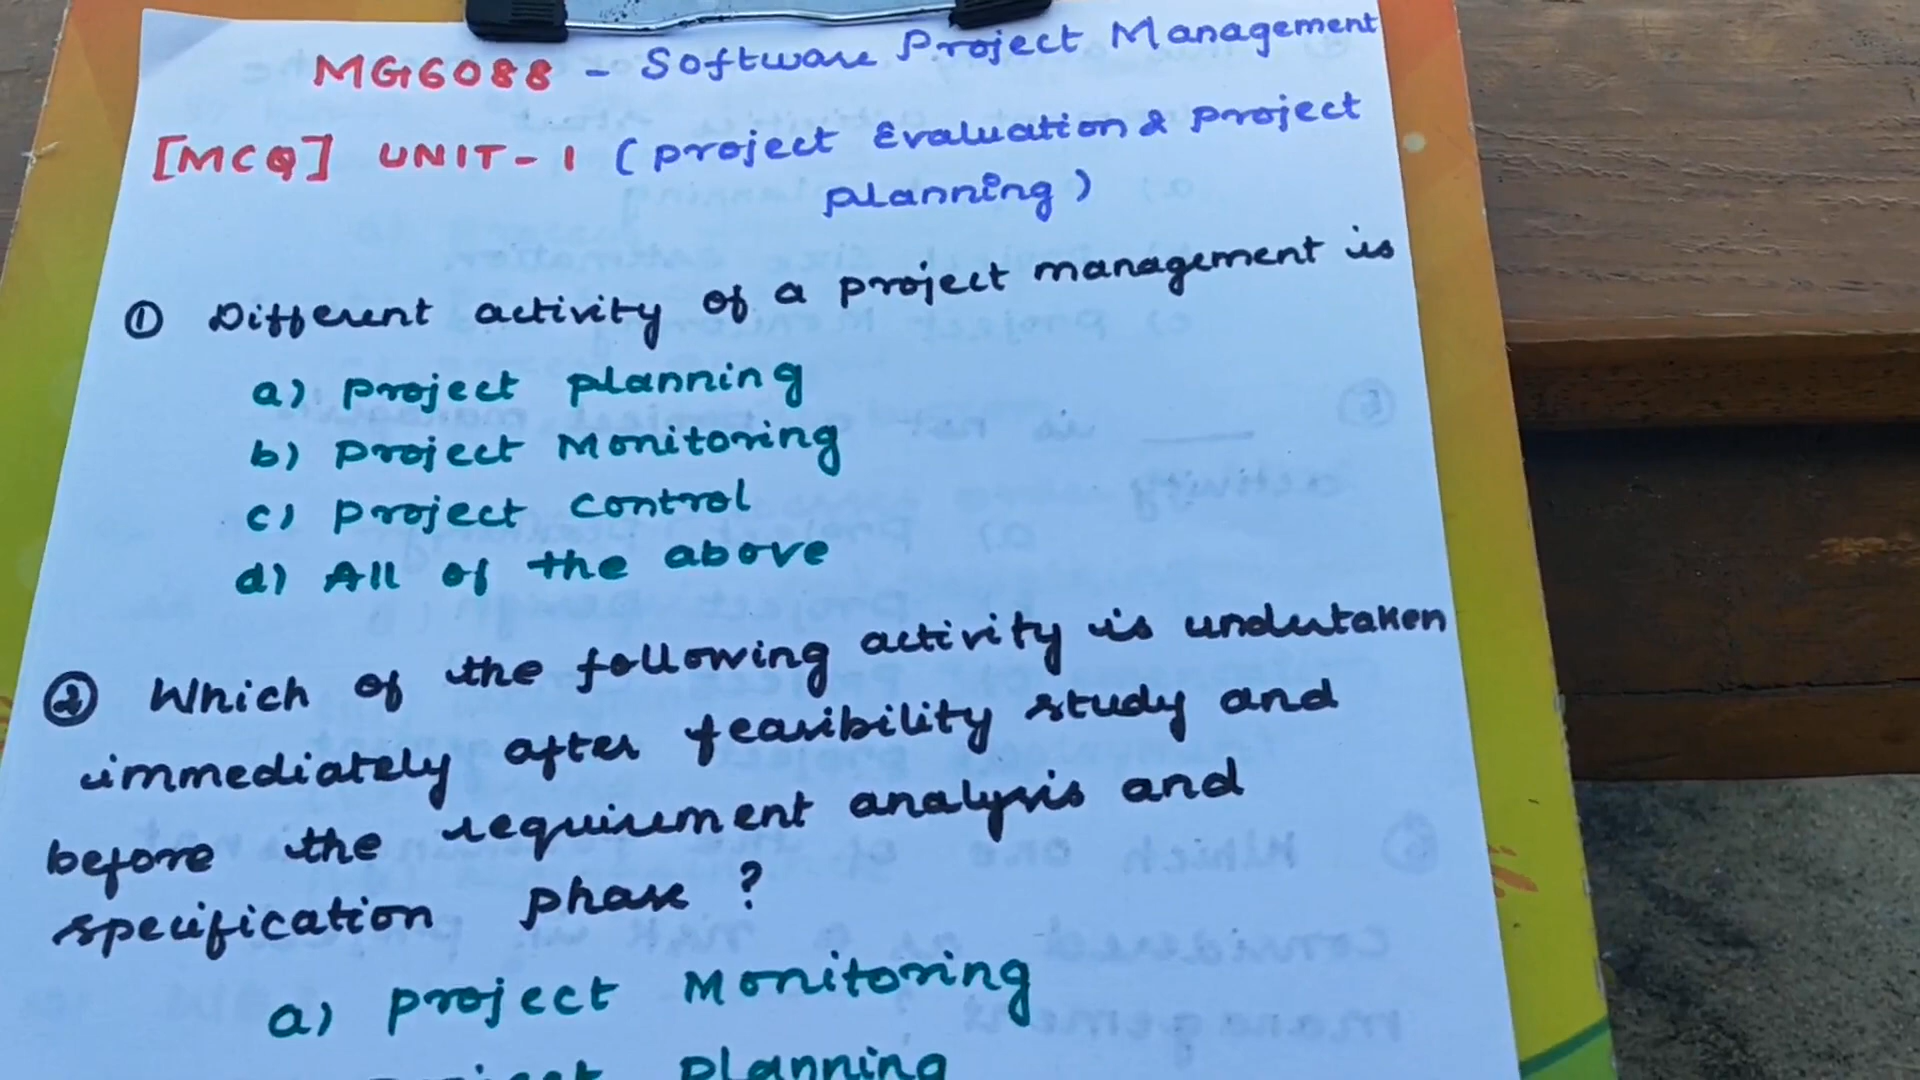 MG6088 - Software Project Management
[MCQ] UNIT-1 (project Evaluation & project
planning)
① Different activity of a project management is
a) project planning
b) project Monitoring
c) project control
d) All of the above
② Which of the following activity is undertaken
immediately after feasibility study and
before the requirement analysis and
specification phase ?
a) project Monitoring
project planning